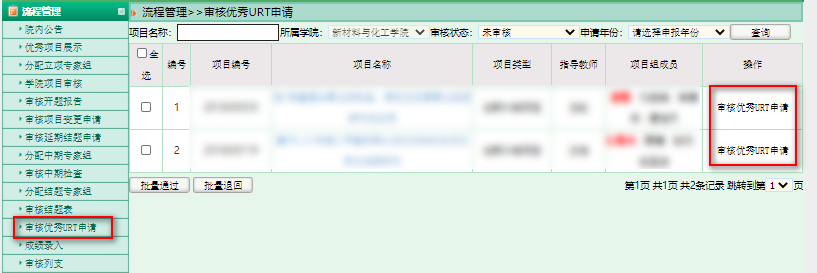 流程管理
院内公告
优秀项目展示
分配立项专家组
学院项目审核
审核开题报告
审核项目变更申请
审核延期结题申请
分配中期专家组
审核中期检查
分配结题专家组
审核结题表
审核优秀URT申请
成绩录入
审核列支
流程管理>>审核优秀URT申请
项目名称: 所属学院: 新材料与化工学院 审核状态: 未审核 申请年份: 请选择申报年份 查询
全选 编号 项目编号 项目名称 项目类型 指导教师 项目组成员 操作
1 审核优秀URT申请
2 审核优秀URT申请
批量通过 批量退回 第1页 共1页 共2条记录 跳转到第 1 页